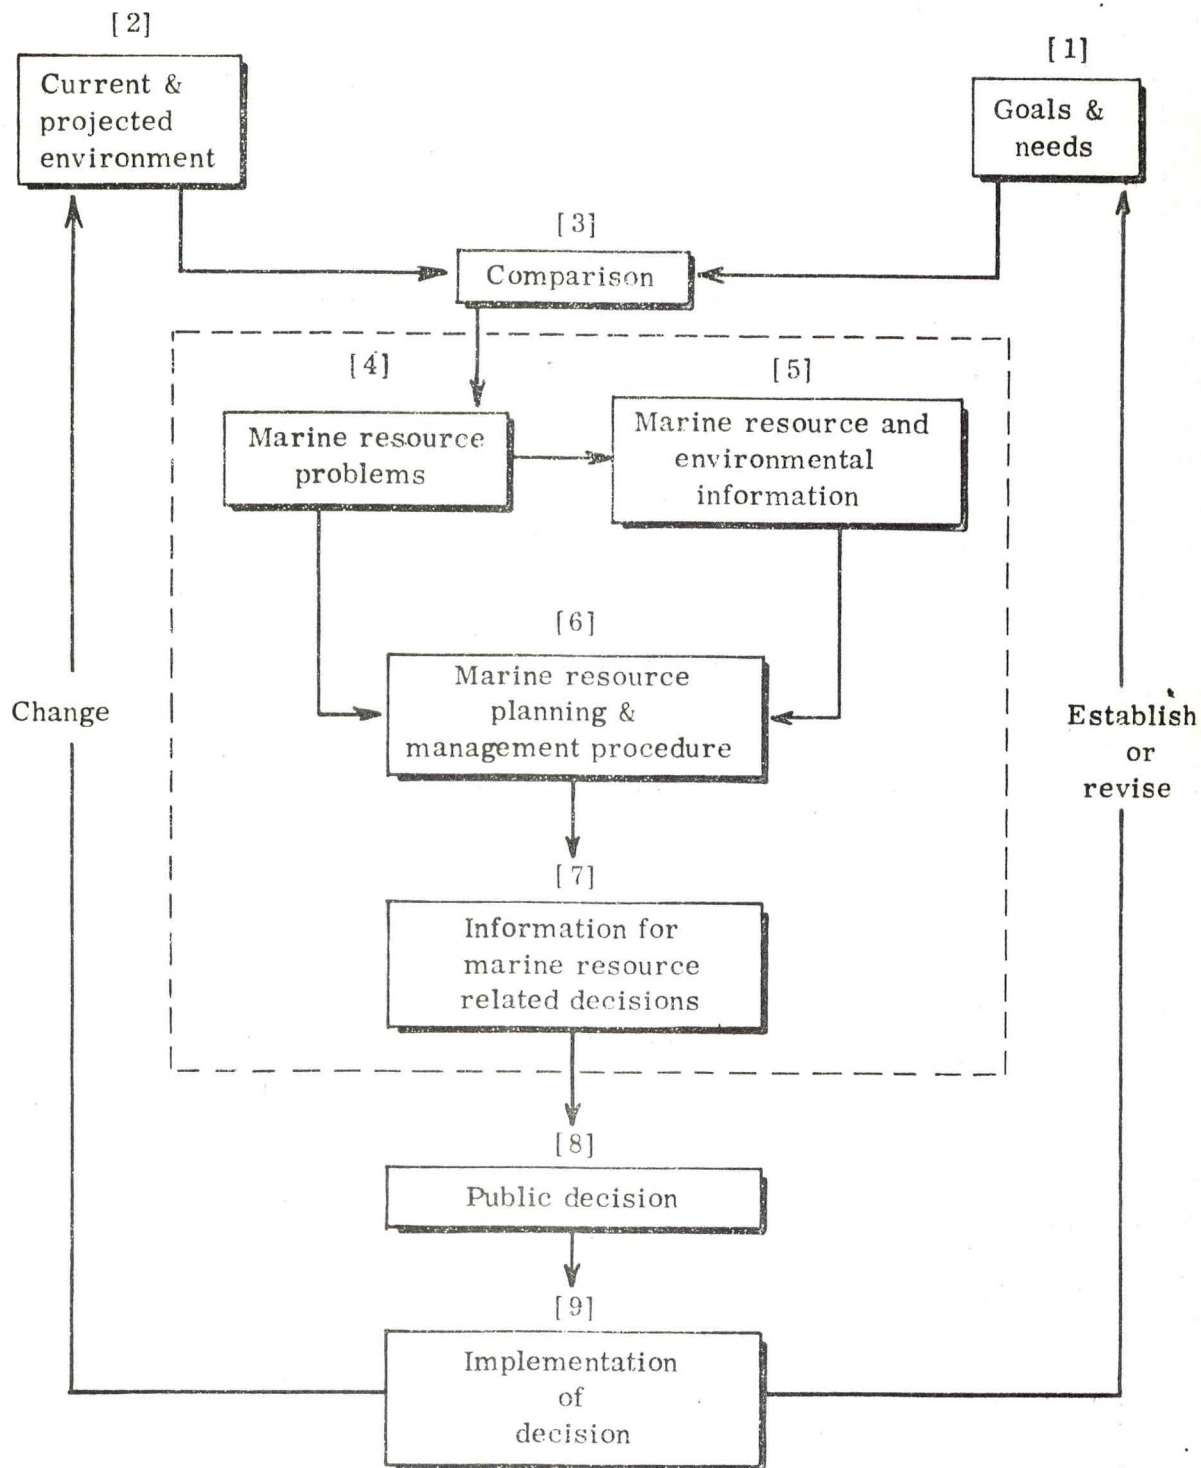 [2]
Current &
projected
environment
[1]
Goals &
needs
[3]
Comparison
[4]
Marine resource
problems
[5]
Marine resource and
environmental
information
[6]
Marine resource
planning &
management procedure
Change
Establish
or
revise
[7]
Information for
marine resource
related decisions
[8]
Public decision
[9]
Implementation
of
decision